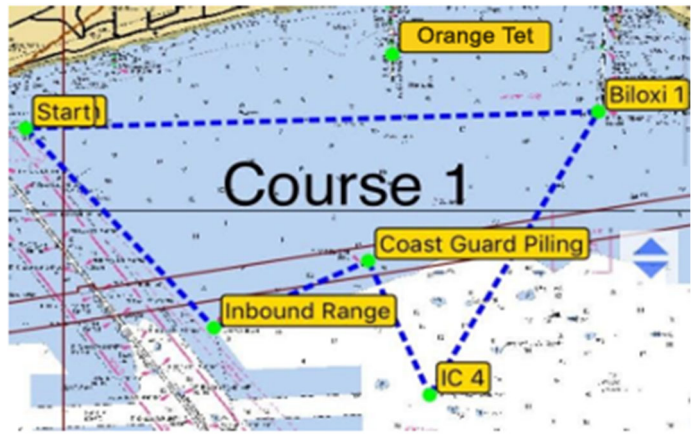 Orange Tet
Biloxi 1
Start
Course 1
Coast Guard Piling
Inbound Range
IC 4